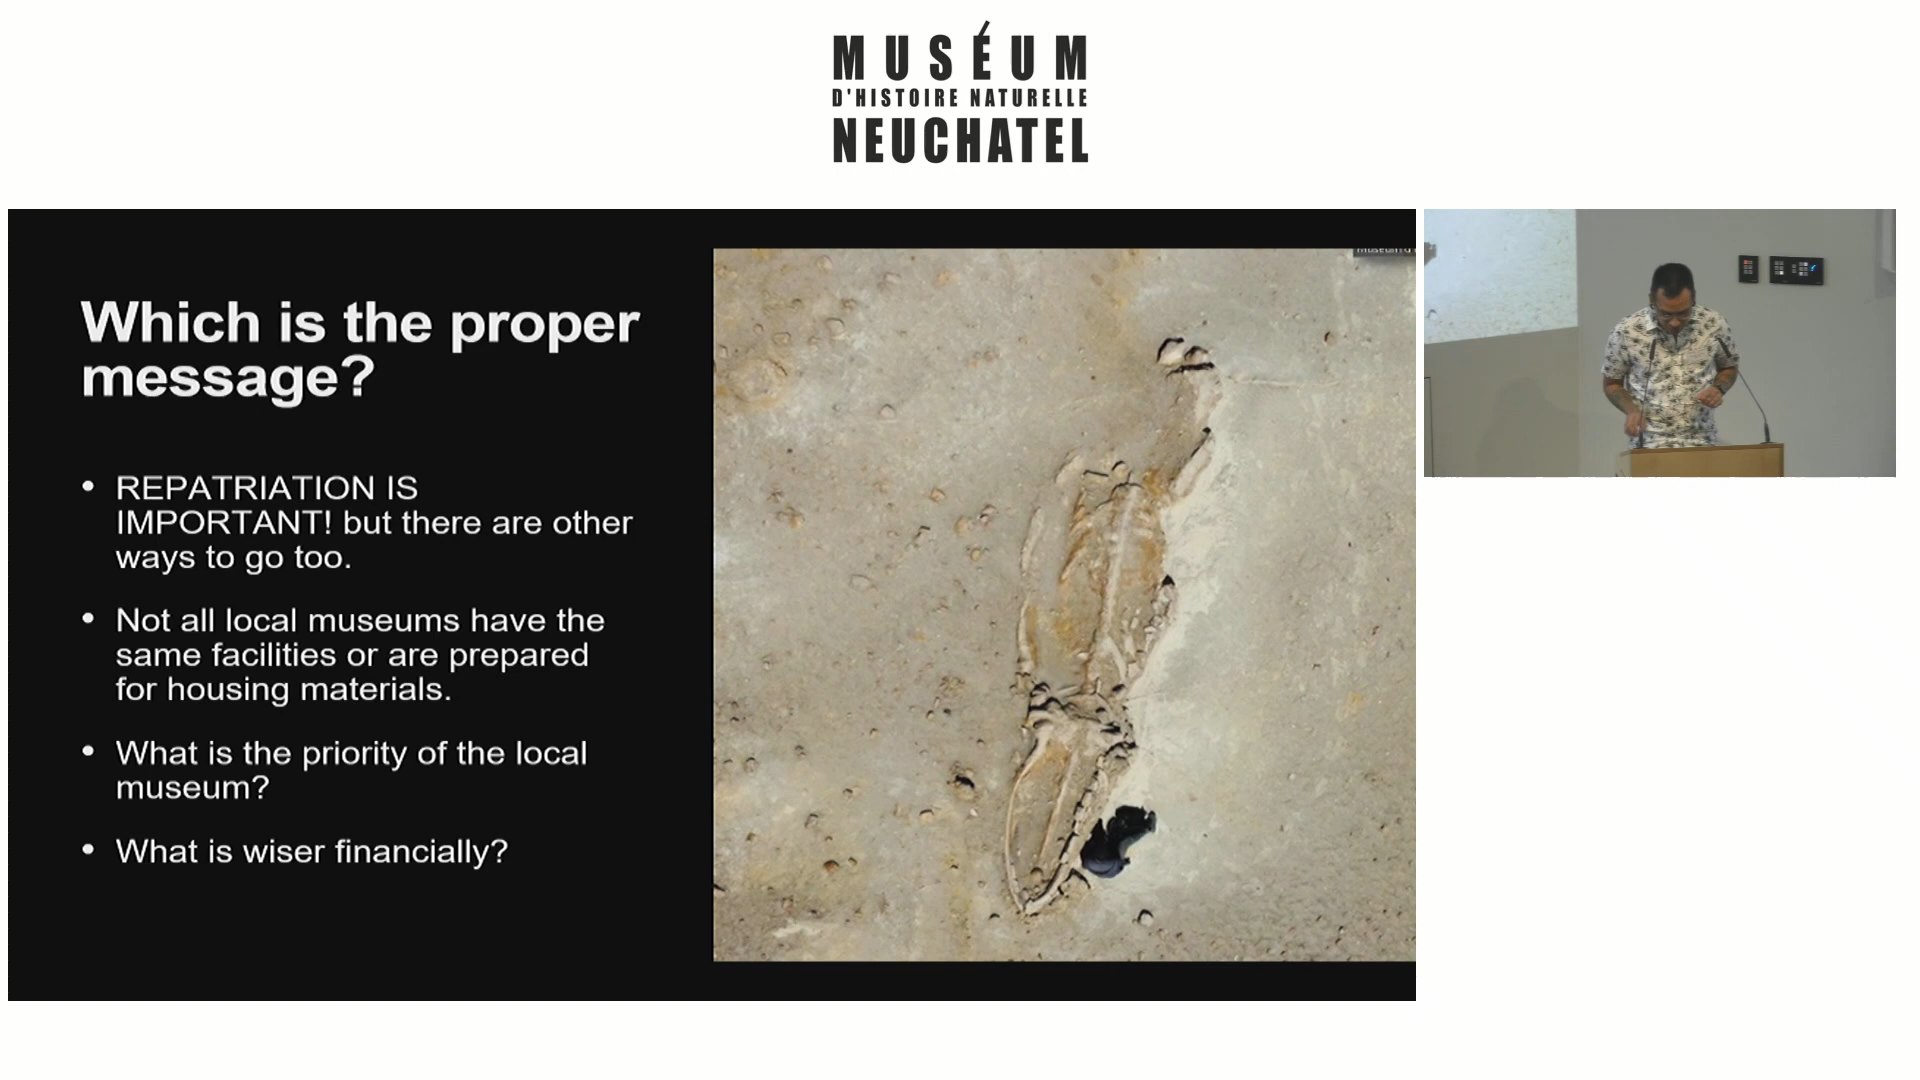 MUSÉUM
D'HISTOIRE NATURELLE
NEUCHATEL
Which is the proper
message?
• REPATRIATION IS
IMPORTANT! but there are other
ways to go too.
• Not all local museums have the
same facilities or are prepared
for housing materials.
• What is the priority of the local
museum?
• What is wiser financially?